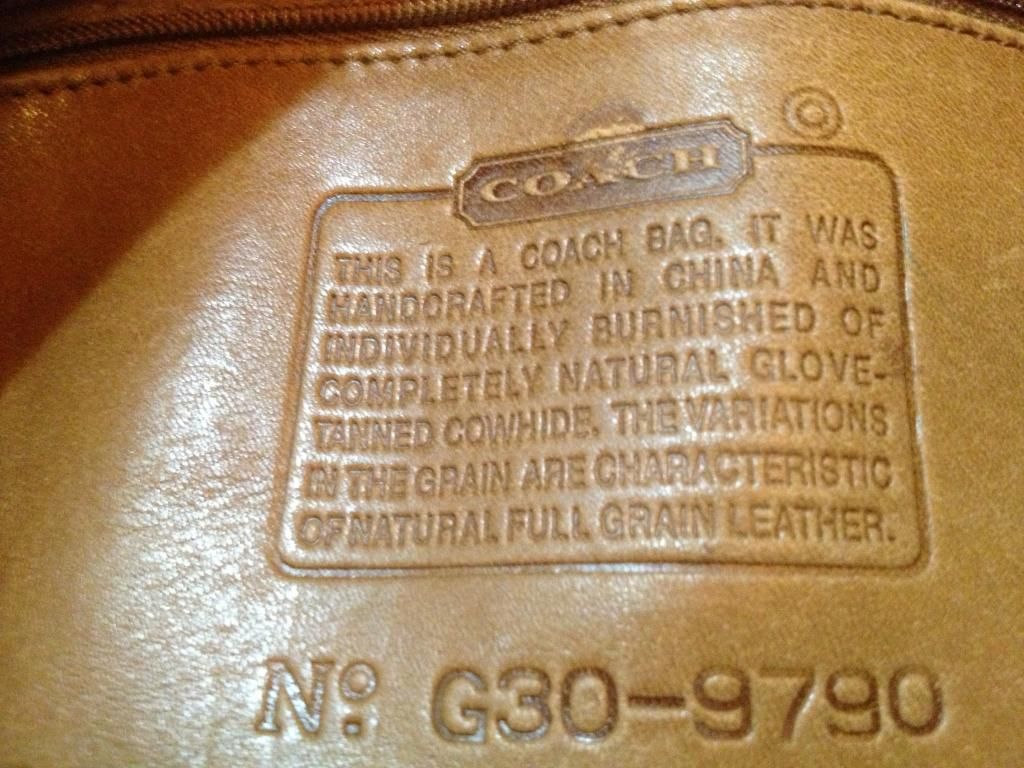 ©
COACH
THIS IS A COACH BAG. IT WAS
HANDCRAFTED IN CHINA AND
INDIVIDUALLY BURNISHED OF
COMPLETELY NATURAL GLOVE-
TANNED COWHIDE. THE VARIATIONS
IN THE GRAIN ARE CHARACTERISTIC
OF NATURAL FULL GRAIN LEATHER.
Nº. G30-9790